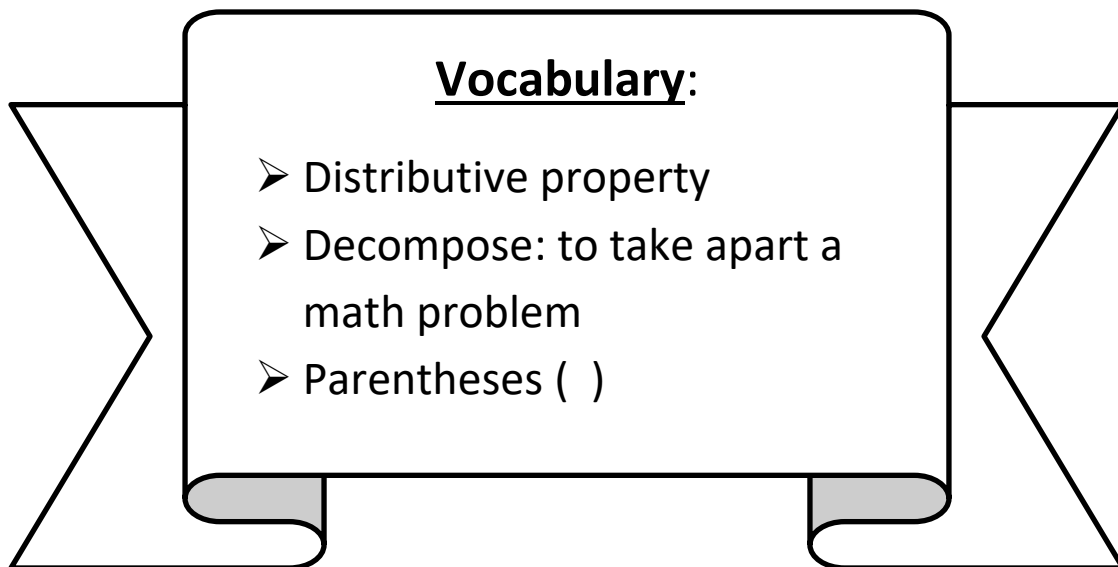 Vocabulary:
➢ Distributive property
➢ Decompose: to take apart a
math problem
➢ Parentheses ( )